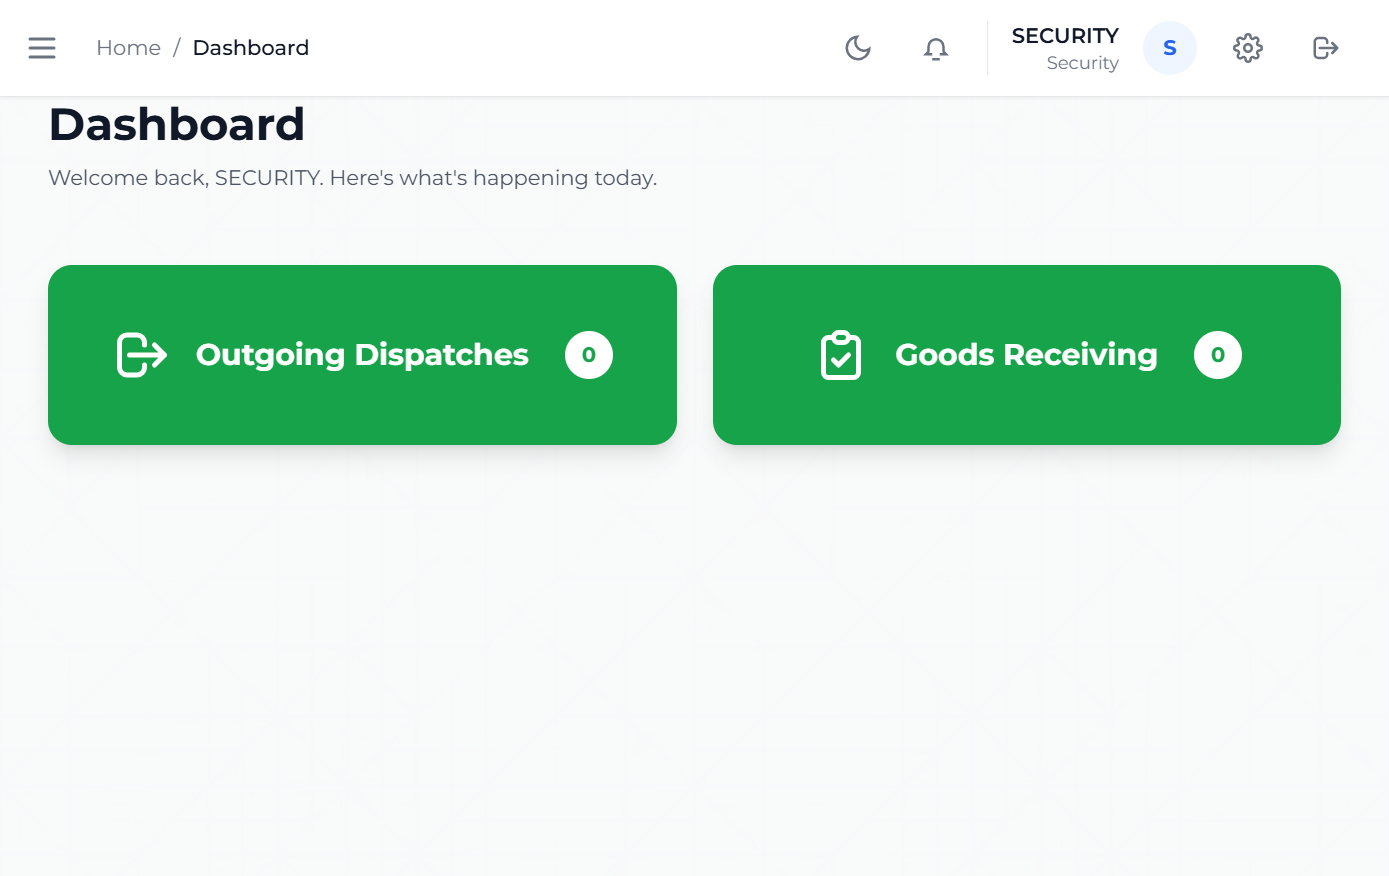 Home / Dashboard
SECURITY
Security
S
Dashboard
Welcome back, SECURITY. Here's what's happening today.
Outgoing Dispatches 0
Goods Receiving 0